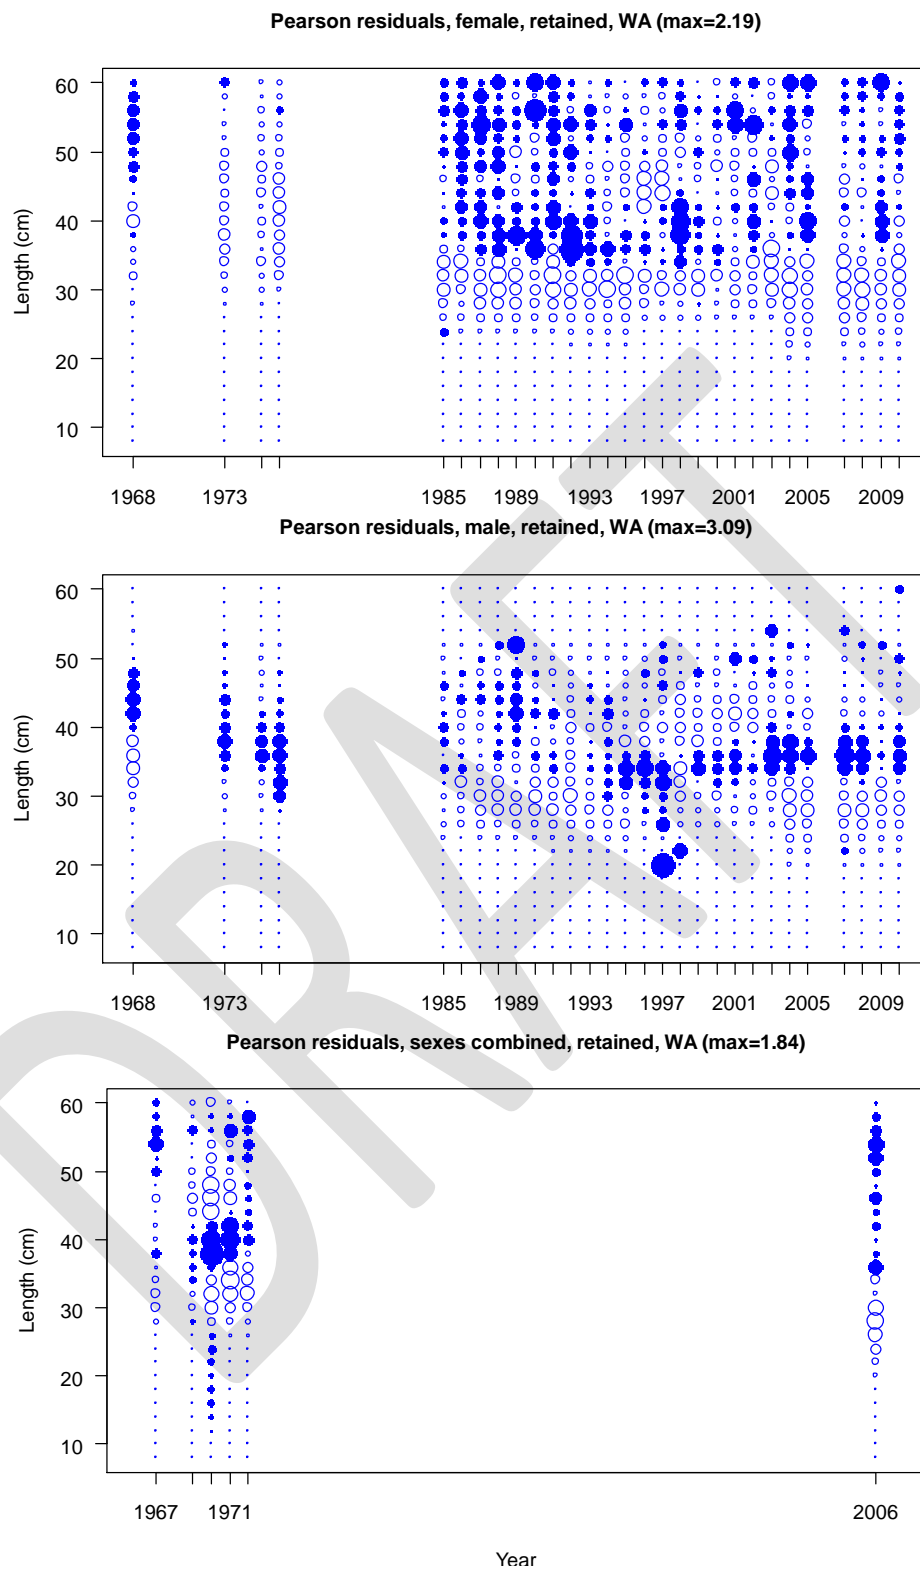 Pearson residuals, female, retained, WA (max=2.19)
60
50
40
30
20
10
Length (cm)
1968 1973 1985 1989 1993 1997 2001 2005 2009
Pearson residuals, male, retained, WA (max=3.09)
60
50
40
30
20
10
Length (cm)
1968 1973 1985 1989 1993 1997 2001 2005 2009
Pearson residuals, sexes combined, retained, WA (max=1.84)
60
50
40
30
20
10
Length (cm)
1967 1971 2006
Year
DRAFT